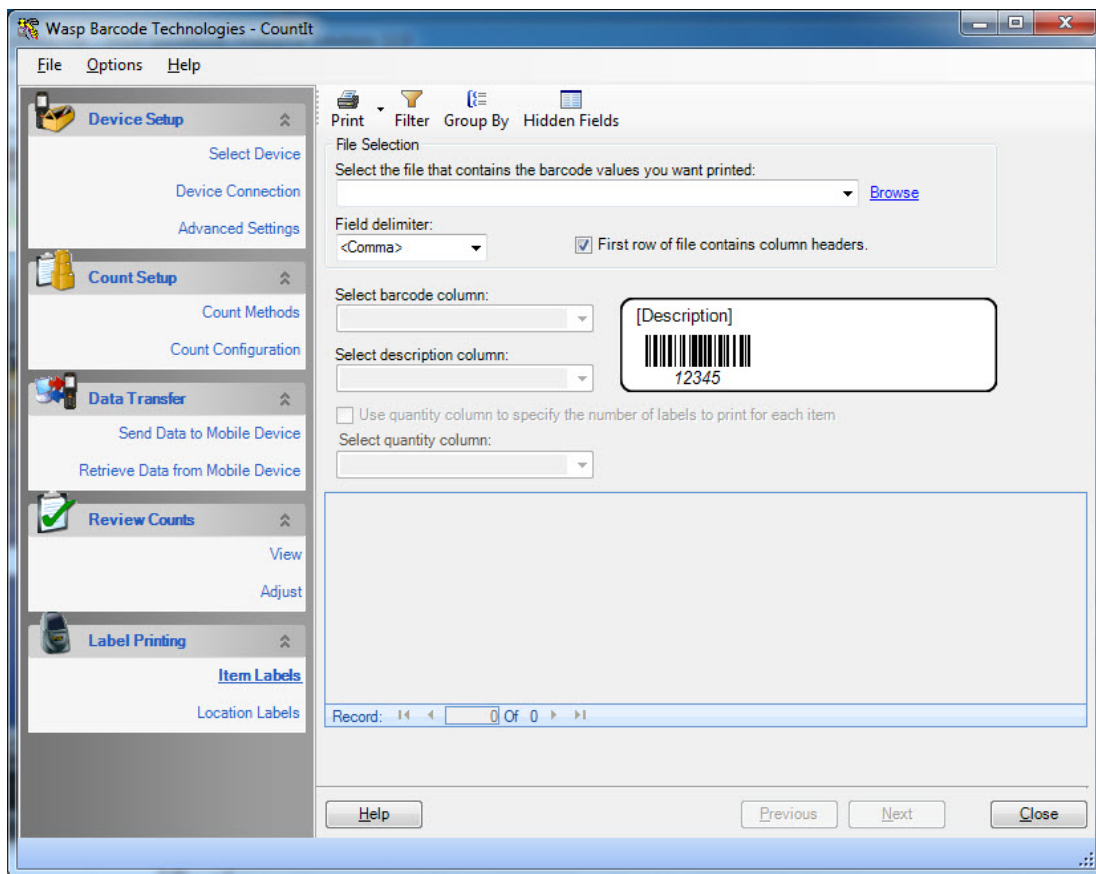 Wasp Barcode Technologies - CountIt
File Options Help
Device Setup
Select Device
Device Connection
Advanced Settings
Count Setup
Count Methods
Count Configuration
Data Transfer
Send Data to Mobile Device
Retrieve Data from Mobile Device
Review Counts
View
Adjust
Label Printing
Item Labels
Location Labels
Print Filter Group By Hidden Fields
File Selection
Select the file that contains the barcode values you want printed:
Browse
Field delimiter:
<Comma> First row of file contains column headers.
Select barcode column:
[Description]
12345
Select description column:
Use quantity column to specify the number of labels to print for each item
Select quantity column:
Record: 0 Of 0
Help Previous Next Close